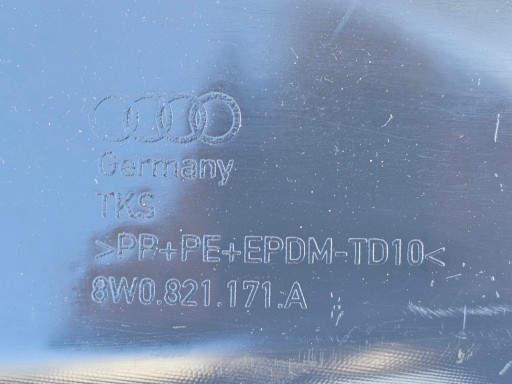 Germany
TKS
>PP+PE+EPDM-TD10<
8W0.821.171.A